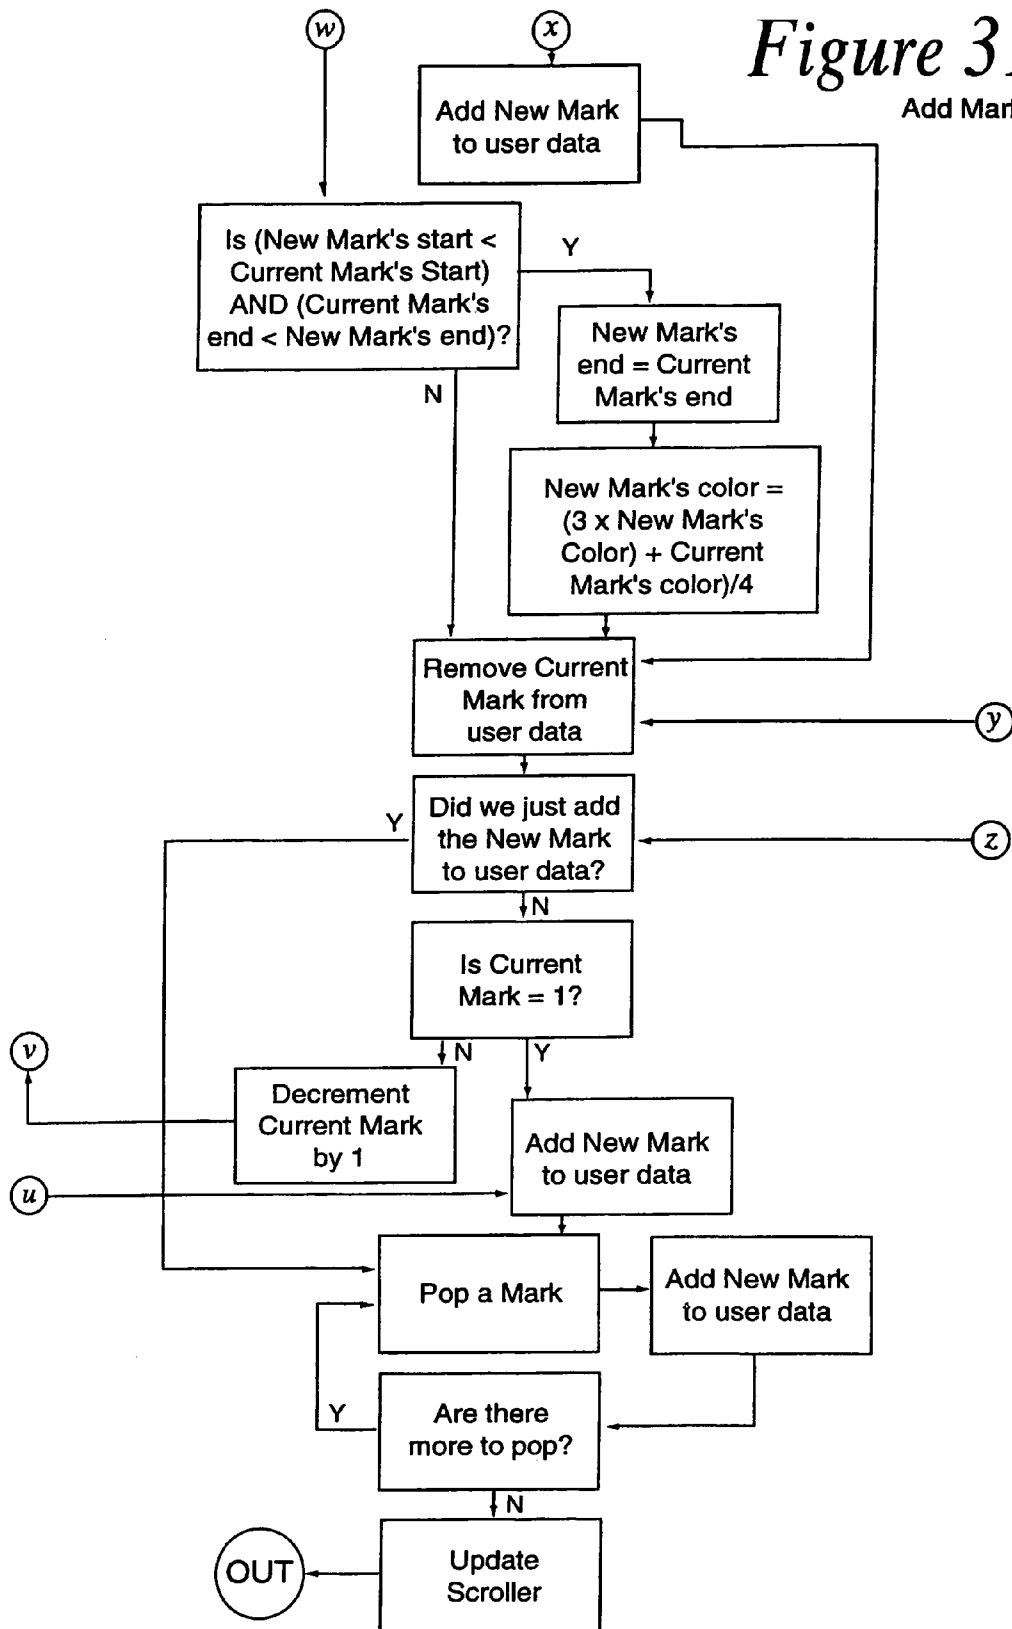 w
x
Figure 31
Add Mark
Add New Mark
to user data
Is (New Mark's start <
Current Mark's Start)
AND (Current Mark's
end < New Mark's end)?
Y
N
New Mark's
end = Current
Mark's end
New Mark's color =
(3 x New Mark's
Color) + Current
Mark's color)/4
Remove Current
Mark from
user data
y
Did we just add
the New Mark
to user data?
Y
z
N
Is Current
Mark = 1?
N
Y
v
Decrement
Current Mark
by 1
Add New Mark
to user data
u
Pop a Mark
Add New Mark
to user data
Are there
more to pop?
Y
N
Update
Scroller
OUT